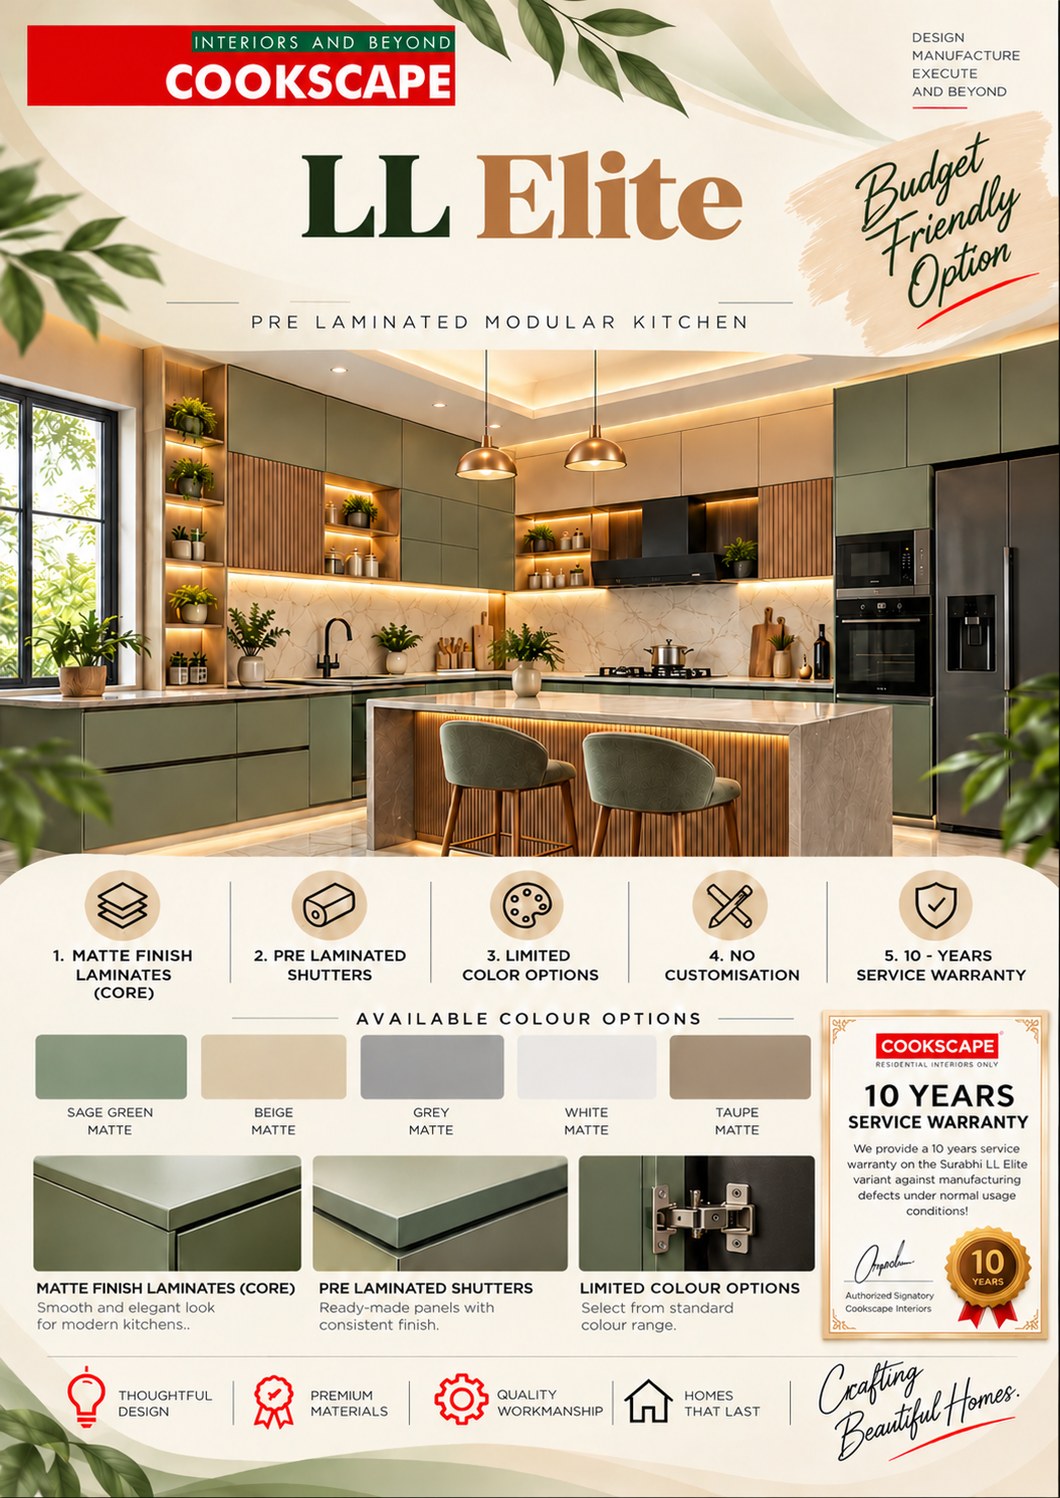 INTERIORS AND BEYOND
COOKSCAPE
DESIGN
MANUFACTURE
EXECUTE
AND BEYOND
LL Elite
Budget
Friendly
Option
PRE LAMINATED MODULAR KITCHEN
1. MATTE FINISH
LAMINATES
(CORE)
2. PRE LAMINATED
SHUTTERS
3. LIMITED
COLOR OPTIONS
4. NO
CUSTOMISATION
5. 10 - YEARS
SERVICE WARRANTY
AVAILABLE COLOUR OPTIONS
SAGE GREEN
MATTE
BEIGE
MATTE
GREY
MATTE
WHITE
MATTE
TAUPE
MATTE
MATTE FINISH LAMINATES (CORE)
Smooth and elegant look
for modern kitchens..
PRE LAMINATED SHUTTERS
Ready-made panels with
consistent finish.
LIMITED COLOUR OPTIONS
Select from standard
colour range.
COOKSCAPE
RESIDENTIAL INTERIORS ONLY
10 YEARS
SERVICE WARRANTY
We provide a 10 years service
warranty on the Surabhi LL Elite
variant against manufacturing
defects under normal usage
conditions!
Authorized Signatory
Cookscape Interiors
10
YEARS
THOUGHTFUL
DESIGN
PREMIUM
MATERIALS
QUALITY
WORKMANSHIP
HOMES
THAT LAST
Crafting
Beautiful Homes.